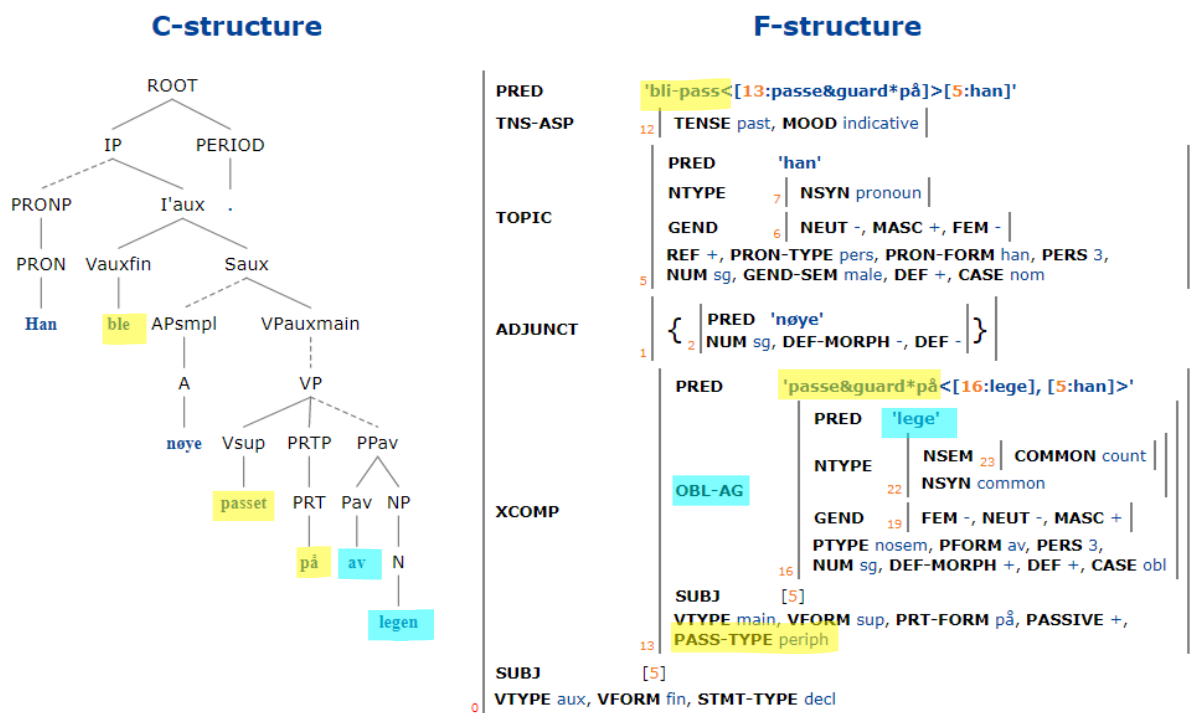 C-structure
F-structure
ROOT
IP PERIOD
PRONP I'aux .
PRON Vauxfin Saux
Han ble APsmpl VPauxmain
A VP
nøye Vsup PRTP PPav
passet PRT Pav NP
på av N
legen
PRED 'bli-pass<[13:passe&guard*på]>[5:han]'
TNS-ASP 12 TENSE past, MOOD indicative
PRED 'han'
NTYPE 7 NSYN pronoun
TOPIC
GEND 6 NEUT -, MASC +, FEM -
REF +, PRON-TYPE pers, PRON-FORM han, PERS 3,
5 NUM sg, GEND-SEM male, DEF +, CASE nom
ADJUNCT
1 { 2 PRED 'nøye'
NUM sg, DEF-MORPH -, DEF - }
PRED 'passe&guard*på<[16:lege], [5:han]>'
PRED 'lege'
NTYPE 22 NSEM 23 COMMON count
NSYN common
OBL-AG
XCOMP
GEND 19 FEM -, NEUT -, MASC +
PTYPE nosem, PFORM av, PERS 3,
16 NUM sg, DEF-MORPH +, DEF +, CASE obl
SUBJ [5]
VTYPE main, VFORM sup, PRT-FORM på, PASSIVE +,
13 PASS-TYPE periph
SUBJ [5]
0 VTYPE aux, VFORM fin, STMT-TYPE decl